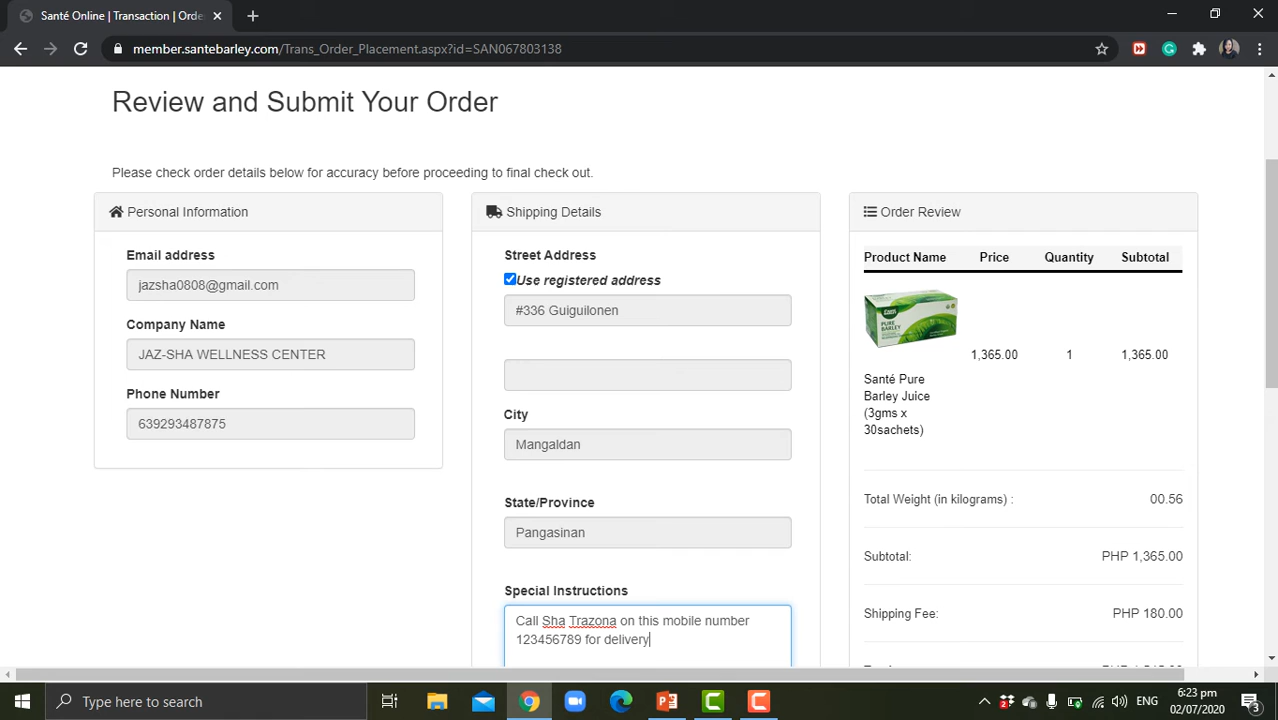 Santé Online | Transaction | Orde
member.santebarley.com/Trans_Order_Placement.aspx?id=SAN067803138
Review and Submit Your Order
Please check order details below for accuracy before proceeding to final check out.
Personal Information
Email address
jazsha0808@gmail.com
Company Name
JAZ-SHA WELLNESS CENTER
Phone Number
639293487875
Shipping Details
Street Address
Use registered address
#336 Guiguilonen
City
Mangaldan
State/Province
Pangasinan
Special Instructions
Call Sha Trazona on this mobile number
123456789 for delivery
Order Review
Product Name Price Quantity Subtotal
PURE
BARLEY
1,365.00 1 1,365.00
Santé Pure
Barley Juice
(3gms x
30sachets)
Total Weight (in kilograms) : 00.56
Subtotal: PHP 1,365.00
Shipping Fee: PHP 180.00
Type here to search
ENG
6:23 pm
02/07/2020
3